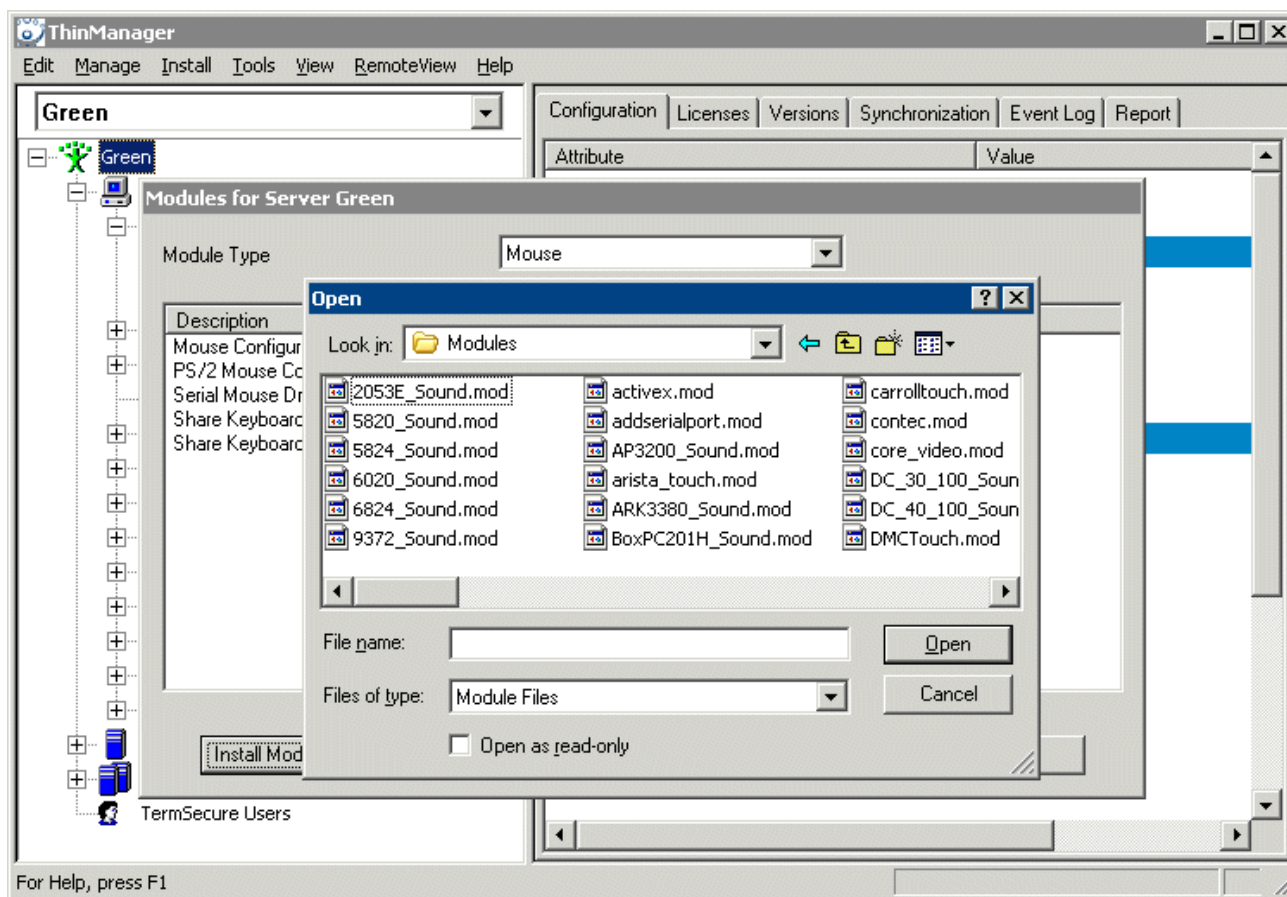 ThinManager
Edit Manage Install Tools View RemoteView Help
Green
Configuration Licenses Versions Synchronization Event Log Report
Attribute Value
Green
Modules for Server Green
Module Type Mouse
Description
Mouse Configur
PS/2 Mouse Co
Serial Mouse Dr
Share Keyboard
Share Keyboard
Open
Look in: Modules
2053E_Sound.mod activex.mod carrolltouch.mod
5820_Sound.mod addserialport.mod contec.mod
5824_Sound.mod AP3200_Sound.mod core_video.mod
6020_Sound.mod arista_touch.mod DC_30_100_Soun
6824_Sound.mod ARK3380_Sound.mod DC_40_100_Soun
9372_Sound.mod BoxPC201H_Sound.mod DMCTouch.mod
File name: Open
Files of type: Module Files Cancel
Open as read-only
Install Mod
TermSecure Users
For Help, press F1